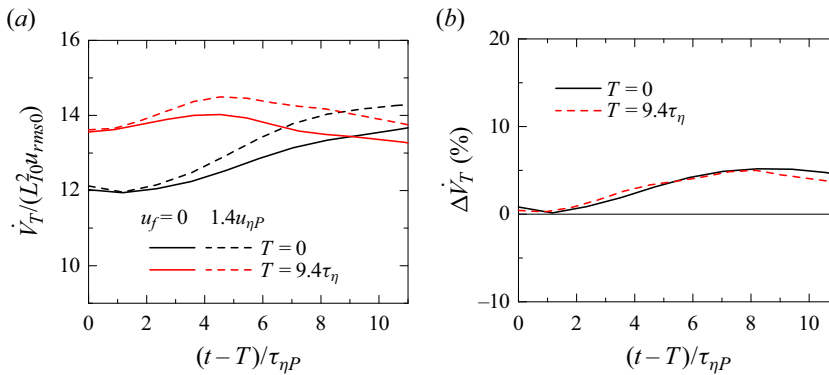 (a)
16
14
12
10
V̇_T/(L²_{I0}u_{rms0})
u_f = 0 1.4u_{ηP}
T = 0
T = 9.4τ_η
0 2 4 6 8 10
(t – T)/τ_{ηP}
(b)
20
10
0
–10
ΔV̇_T (%)
T = 0
T = 9.4τ_η
0 2 4 6 8 10
(t – T)/τ_{ηP}